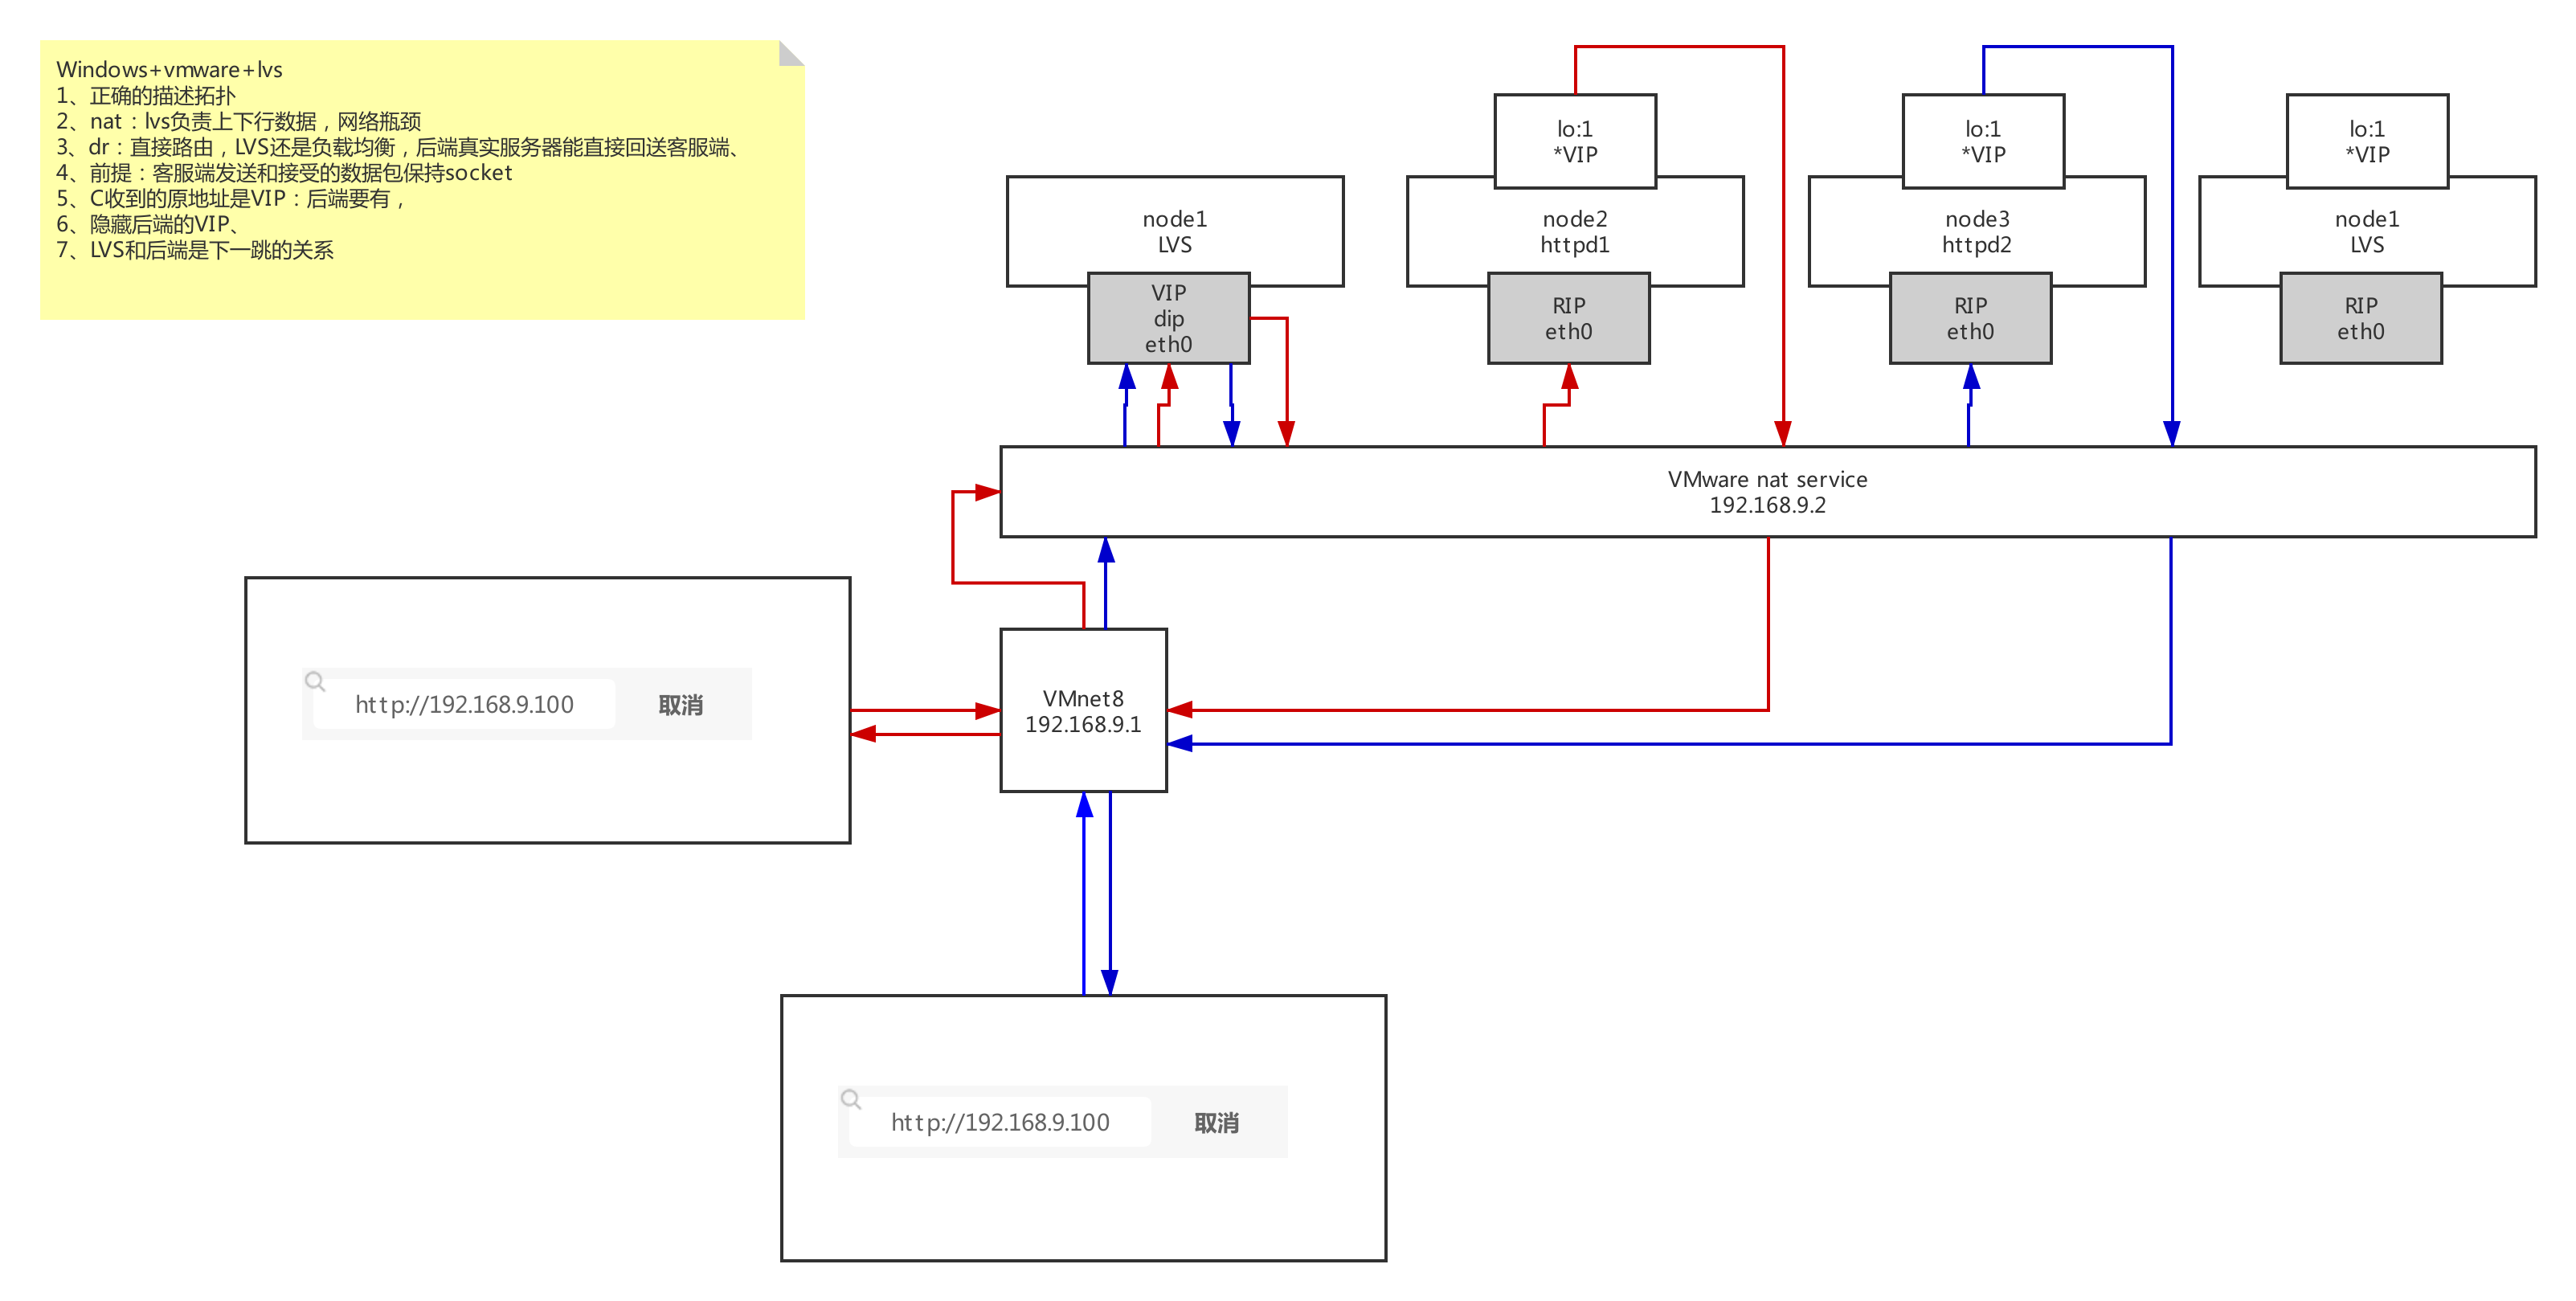 Windows+vmware+lvs
1、正确的描述拓扑
2、nat：lvs负责上下行数据，网络瓶颈
3、dr：直接路由，LVS还是负载均衡，后端真实服务器能直接回送客服端、
4、前提：客服端发送和接受的数据包保持socket
5、C收到的原地址是VIP：后端要有，
6、隐藏后端的VIP、
7、LVS和后端是下一跳的关系
lo:1
*VIP
lo:1
*VIP
lo:1
*VIP
node1
LVS
node2
httpd1
node3
httpd2
node1
LVS
VIP
dip
eth0
RIP
eth0
RIP
eth0
RIP
eth0
VMware nat service
192.168.9.2
http://192.168.9.100 取消
VMnet8
192.168.9.1
http://192.168.9.100 取消